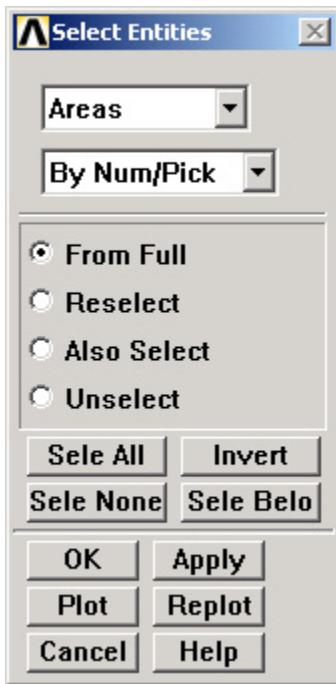 Select Entities
Areas
By Num/Pick
From Full
Reselect
Also Select
Unselect
Sele All Invert
Sele None Sele Belo
OK Apply
Plot Replot
Cancel Help